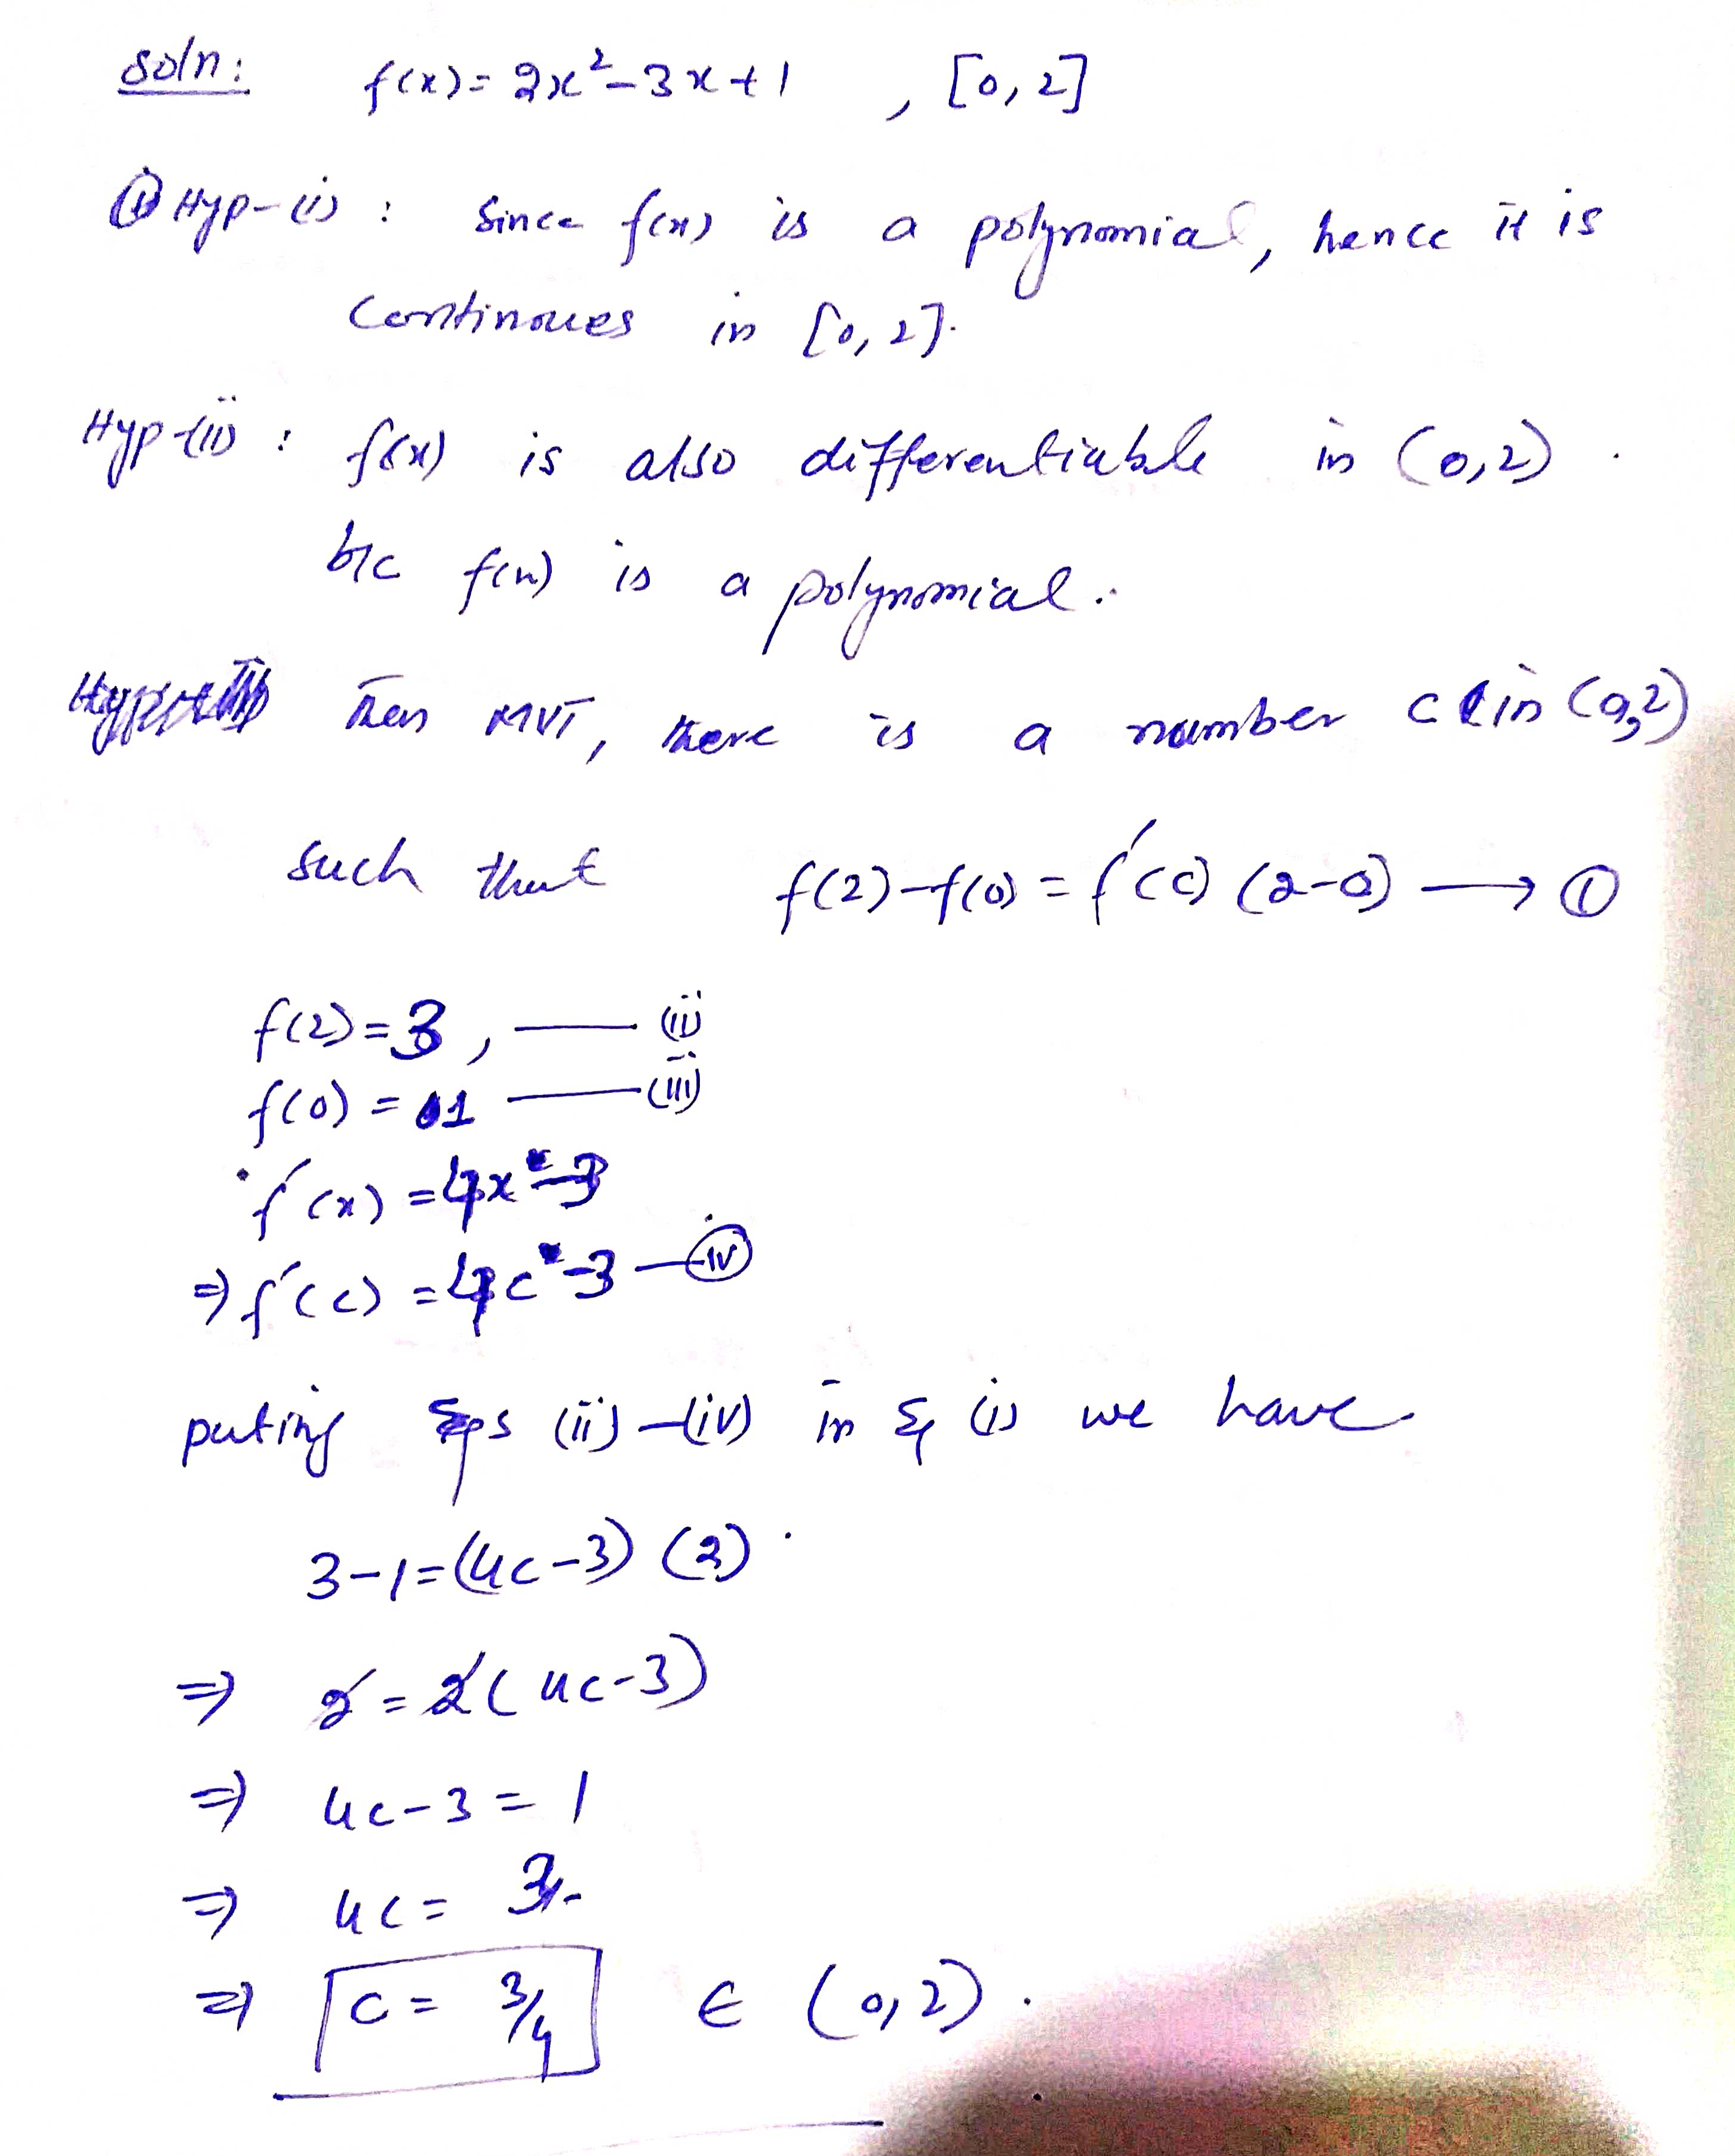 Soln: f(x) = 2x² - 3x + 1 , [0, 2]
Hyp-(i) : Since f(x) is a polynomial, hence it is
Continoues in [0, 2].
Hyp-(ii) : f(x) is also differentiable in (0,2).
b/c f(x) is a polynomial.
Then MVT, there is a number c in (0,2)
such that f(2)-f(0) = f'(c) (2-0) → ①
f(2) = 3 , — (ii)
f(0) = 1 — (iii)
f'(x) = 4x - 3
⇒ f'(c) = 4c - 3 — (iv)
puting Eqs (ii) - (iv) in Eq (i) we have
3-1 = (4c-3) (2).
⇒ 2 = 2(4c-3)
⇒ 4c-3 = 1
⇒ 4c = 3
⇒ c = 3/4 ∈ (0,2).